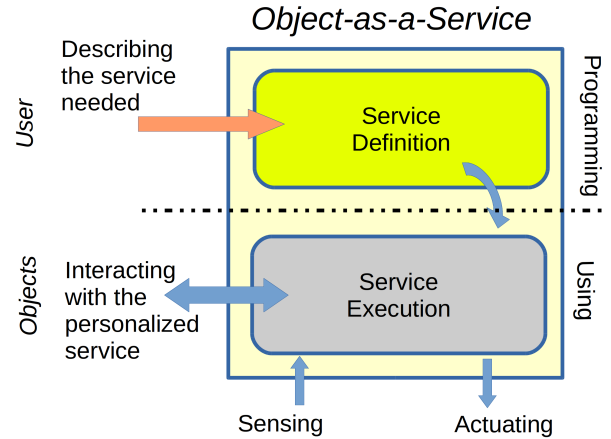 Object-as-a-Service
Describing
the service
needed
User
Service
Definition
Programming
Objects
Interacting
with the
personalized
service
Service
Execution
Using
Sensing
Actuating